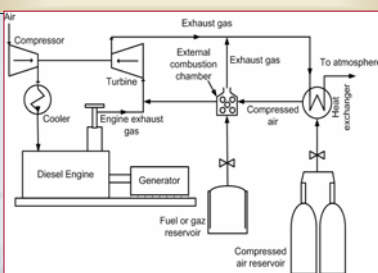 Air
Exhaust gas
Compressor
External
combustion
chamber
Exhaust gas
To atmosphere
Turbine
Cooler
Engine exhaust
gas
Compressed
air
Heat
exchanger
Diesel Engine
Generator
Fuel or gaz
reservoir
Compressed
air reservoir